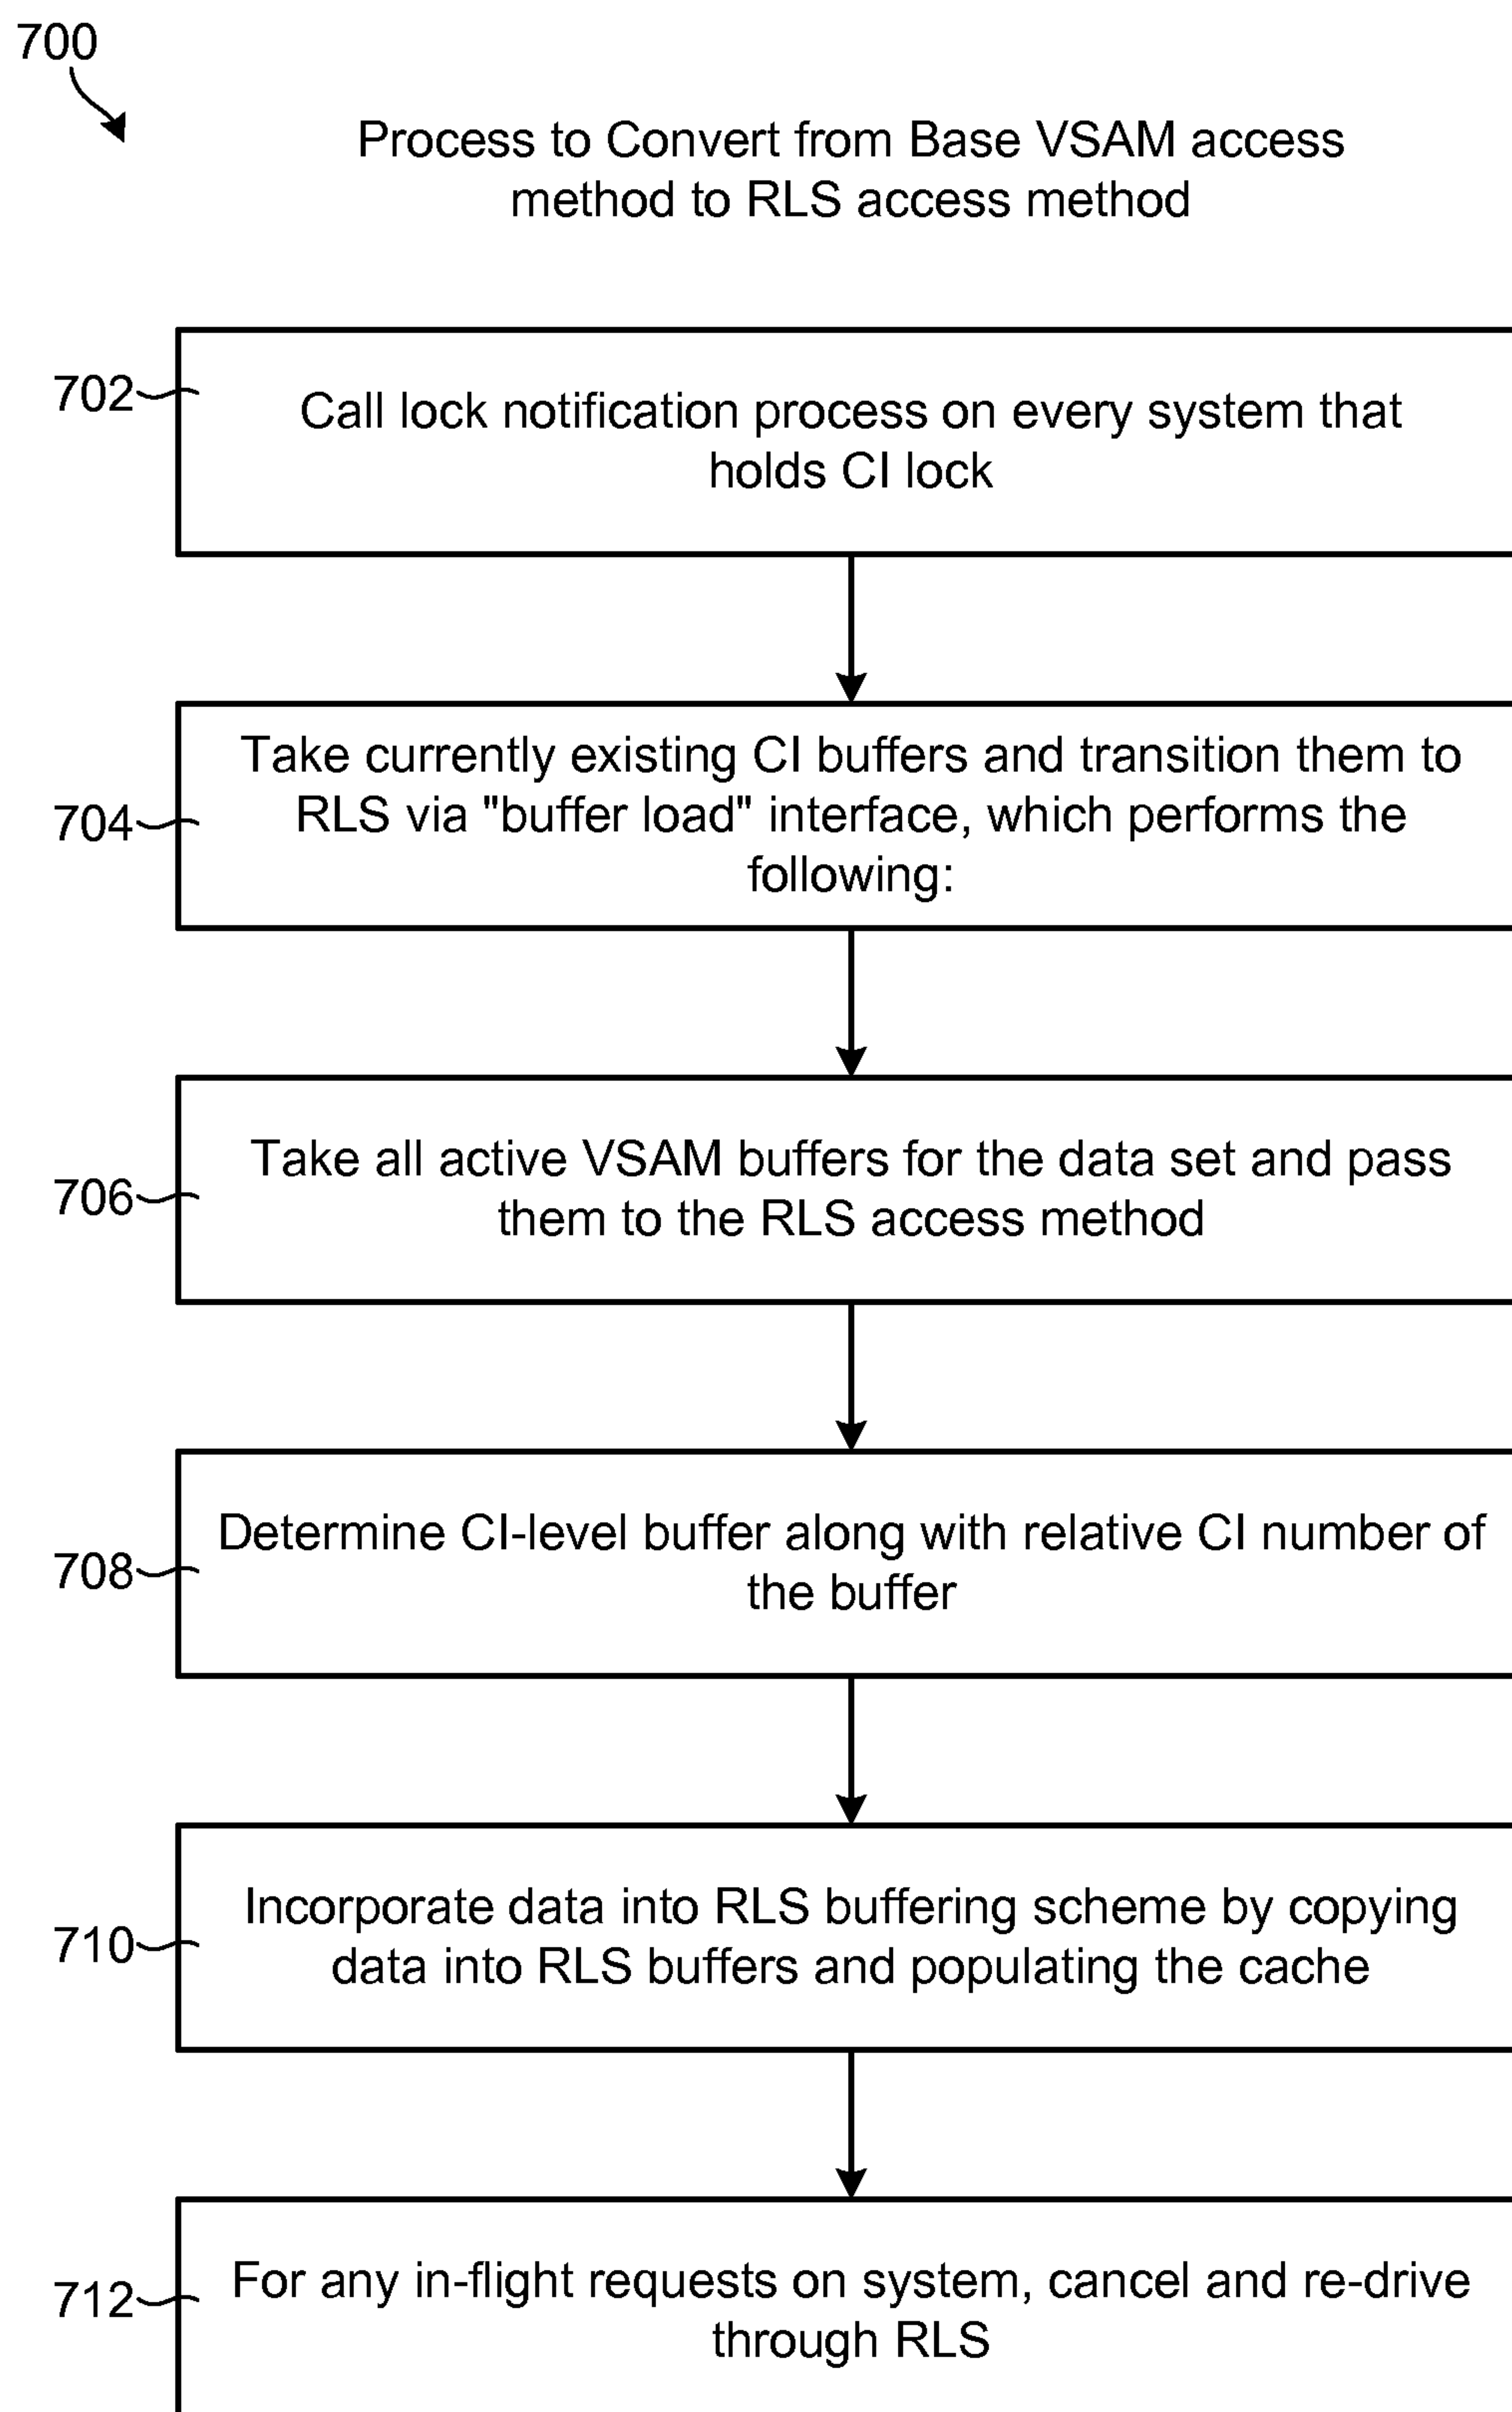 700
Process to Convert from Base VSAM access
method to RLS access method
702
Call lock notification process on every system that
holds CI lock
704
Take currently existing CI buffers and transition them to
RLS via "buffer load" interface, which performs the
following:
706
Take all active VSAM buffers for the data set and pass
them to the RLS access method
708
Determine CI-level buffer along with relative CI number of
the buffer
710
Incorporate data into RLS buffering scheme by copying
data into RLS buffers and populating the cache
712
For any in-flight requests on system, cancel and re-drive
through RLS